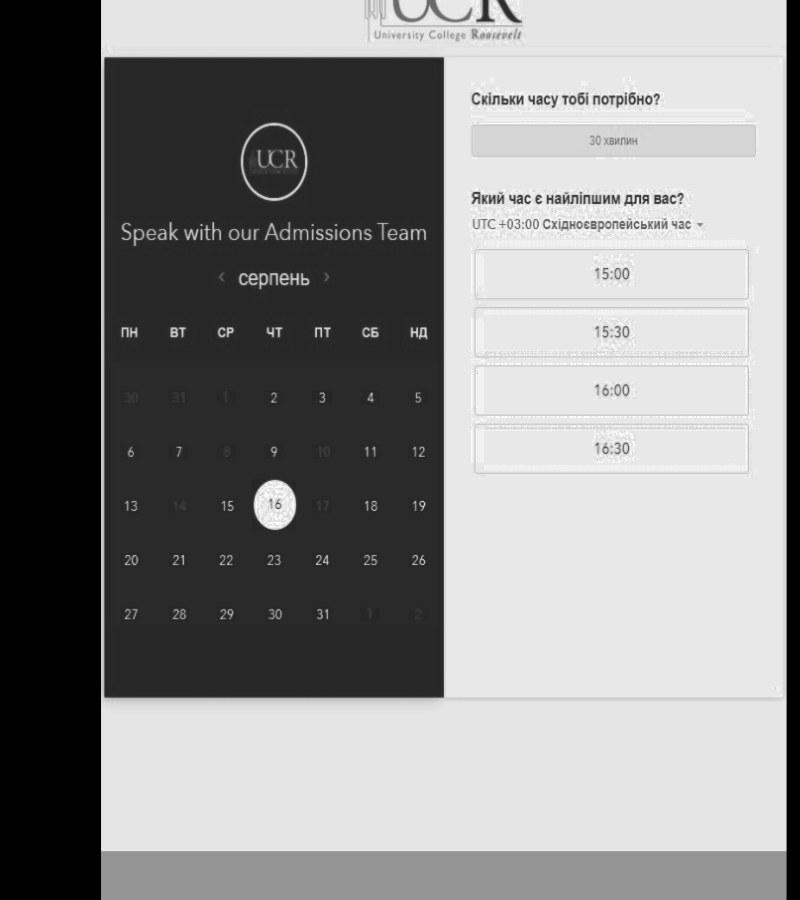 UCR
University College Roosevelt
UCR
Speak with our Admissions Team
‹ серпень ›
ПН ВТ СР ЧТ ПТ СБ НД
30 31 1 2 3 4 5
6 7 8 9 10 11 12
13 14 15 16 17 18 19
20 21 22 23 24 25 26
27 28 29 30 31 1 2
Скільки часу тобі потрібно?
30 хвилин
Який час є найліпшим для вас?
UTC +03:00 Східноєвропейський час
15:00
15:30
16:00
16:30